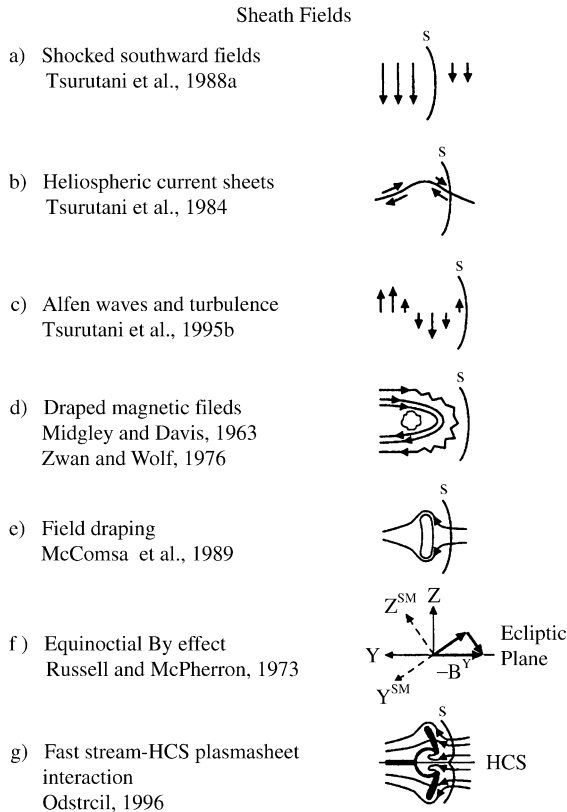 Sheath Fields
a) Shocked southward fields
Tsurutani et al., 1988a
S
b) Heliospheric current sheets
Tsurutani et al., 1984
S
c) Alfen waves and turbulence
Tsurutani et al., 1995b
S
d) Draped magnetic fileds
Midgley and Davis, 1963
Zwan and Wolf, 1976
S
e) Field draping
McComsa et al., 1989
S
f ) Equinoctial By effect
Russell and McPherron, 1973
Z^SM
Z
Y
Y^SM
–B^Y
Ecliptic
Plane
g) Fast stream-HCS plasmasheet
interaction
Odstrcil, 1996
S
HCS